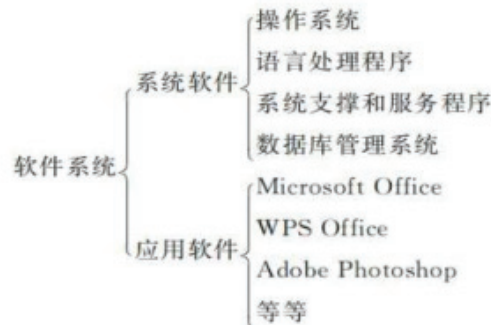 操作系统
语言处理程序
系统软件
系统支撑和服务程序
数据库管理系统
软件系统
Microsoft Office
WPS Office
应用软件
Adobe Photoshop
等等